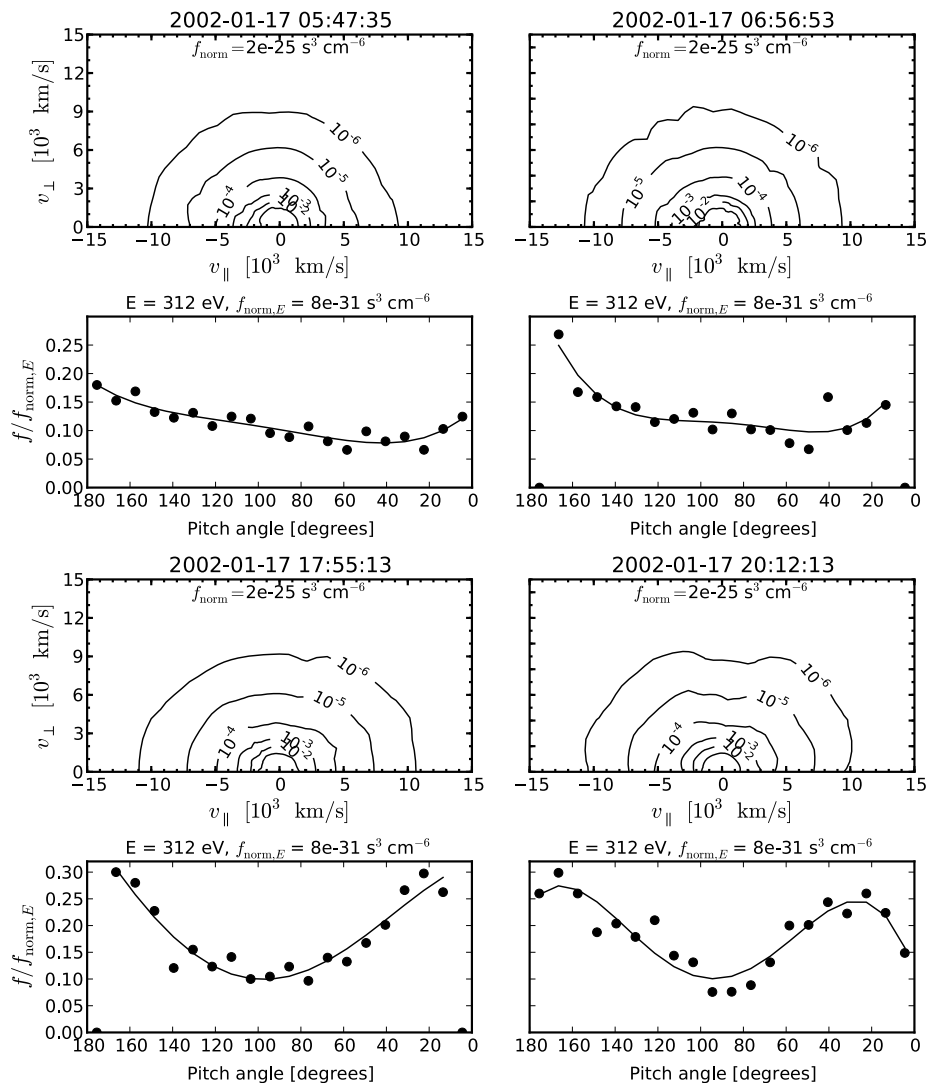 2002-01-17 05:47:35
f_norm=2e-25 s³ cm⁻⁶
15
12
9
6
3
0
v⊥ [10³ km/s]
10⁻⁶
10⁻⁵
10⁻⁴
10⁻³
10⁻²
−15 −10 −5 0 5 10 15
v∥ [10³ km/s]
2002-01-17 06:56:53
f_norm=2e-25 s³ cm⁻⁶
10⁻⁶
10⁻⁵
10⁻⁴
10⁻³
10⁻²
−15 −10 −5 0 5 10 15
v∥ [10³ km/s]
E = 312 eV, f_norm,E = 8e-31 s³ cm⁻⁶
0.25
0.20
0.15
0.10
0.05
0.00
f/f_norm,E
180 160 140 120 100 80 60 40 20 0
Pitch angle [degrees]
E = 312 eV, f_norm,E = 8e-31 s³ cm⁻⁶
180 160 140 120 100 80 60 40 20 0
Pitch angle [degrees]
2002-01-17 17:55:13
f_norm=2e-25 s³ cm⁻⁶
15
12
9
6
3
0
v⊥ [10³ km/s]
10⁻⁶
10⁻⁵
10⁻⁴
10⁻³
10⁻²
−15 −10 −5 0 5 10 15
v∥ [10³ km/s]
2002-01-17 20:12:13
f_norm=2e-25 s³ cm⁻⁶
10⁻⁶
10⁻⁵
10⁻⁴
10⁻³
10⁻²
−15 −10 −5 0 5 10 15
v∥ [10³ km/s]
E = 312 eV, f_norm,E = 8e-31 s³ cm⁻⁶
0.30
0.25
0.20
0.15
0.10
0.05
0.00
f/f_norm,E
180 160 140 120 100 80 60 40 20 0
Pitch angle [degrees]
E = 312 eV, f_norm,E = 8e-31 s³ cm⁻⁶
180 160 140 120 100 80 60 40 20 0
Pitch angle [degrees]